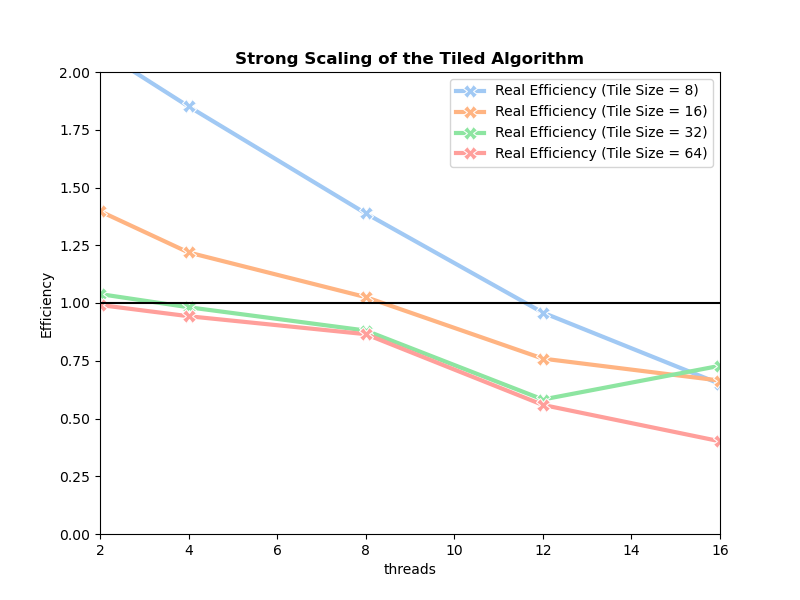 Strong Scaling of the Tiled Algorithm
Real Efficiency (Tile Size = 8)
Real Efficiency (Tile Size = 16)
Real Efficiency (Tile Size = 32)
Real Efficiency (Tile Size = 64)
Efficiency
2.00
1.75
1.50
1.25
1.00
0.75
0.50
0.25
0.00
2 4 6 8 10 12 14 16
threads